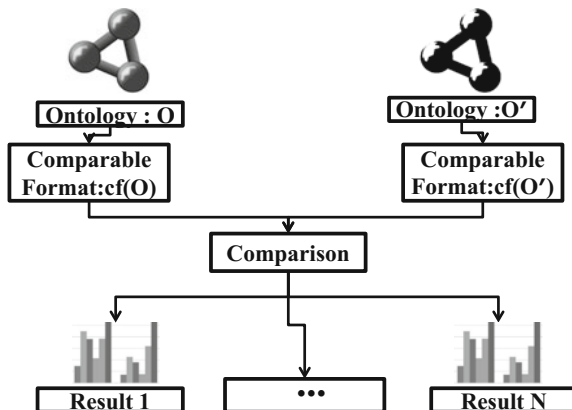 Ontology : O
Ontology :O′
Comparable
Format:cf(O)
Comparable
Format:cf(O′)
Comparison
Result 1
•••
Result N